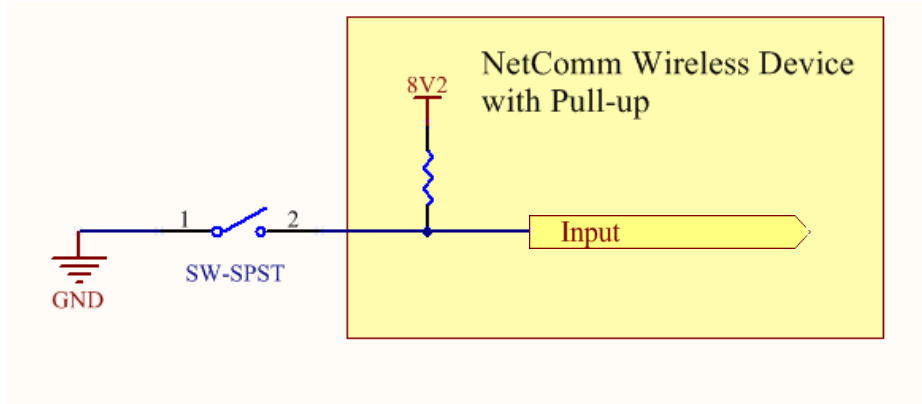 NetComm Wireless Device
with Pull-up
8V2
1
2
Input
SW-SPST
GND